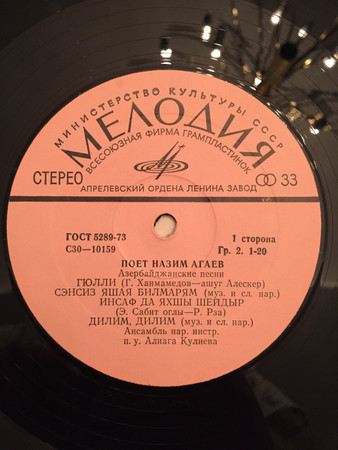 МИНИСТЕРСТВО КУЛЬТУРЫ СССР
МЕЛОДИЯ
ВСЕСОЮЗНАЯ ФИРМА ГРАМПЛАСТИНОК
СТЕРЕО
33
АПРЕЛЕВСКИЙ ОРДЕНА ЛЕНИНА ЗАВОД
ГОСТ 5289-73
1 сторона
С30—10159
Гр. 2. 1-20
ПОЕТ НАЗИМ АГАЕВ
Азербайджанские песни
ГЮЛЛИ (Г. Ханмамедов—ашуг Алескер)
СЭНСИЗ ЯШАЯ БИЛМАРЯМ (муз. и сл. нар.)
ИНСАФ ДА ЯХШЫ ШЕЙДЫР
(Э. Сабит оглы—Р. Рза)
ДИЛИМ, ДИЛИМ (муз. и сл. нар.)
Ансамбль нар. инстр.
п. у. Алиага Кулиева